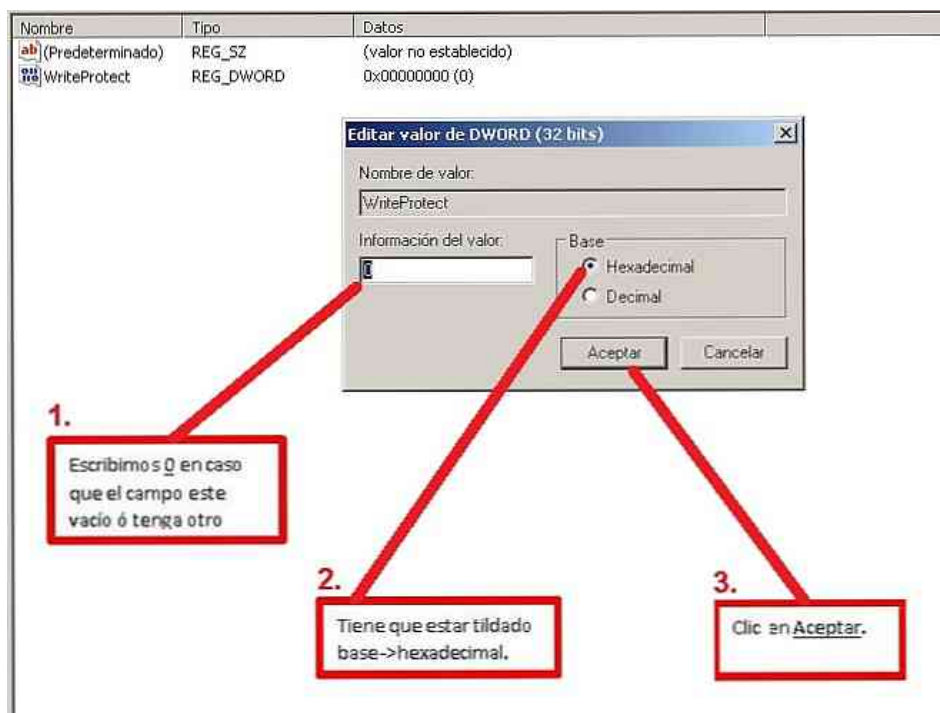 Nombre Tipo Datos
ab (Predeterminado) REG_SZ (valor no establecido)
WriteProtect REG_DWORD 0x00000000 (0)
Editar valor de DWORD (32 bits)
Nombre de valor:
WriteProtect
Información del valor:
0
Base
Hexadecimal
Decimal
Aceptar Cancelar
1.
Escribimos 0 en caso
que el campo este
vacío ó tenga otro
2.
Tiene que estar tildado
base->hexadecimal.
3.
Clic en Aceptar.